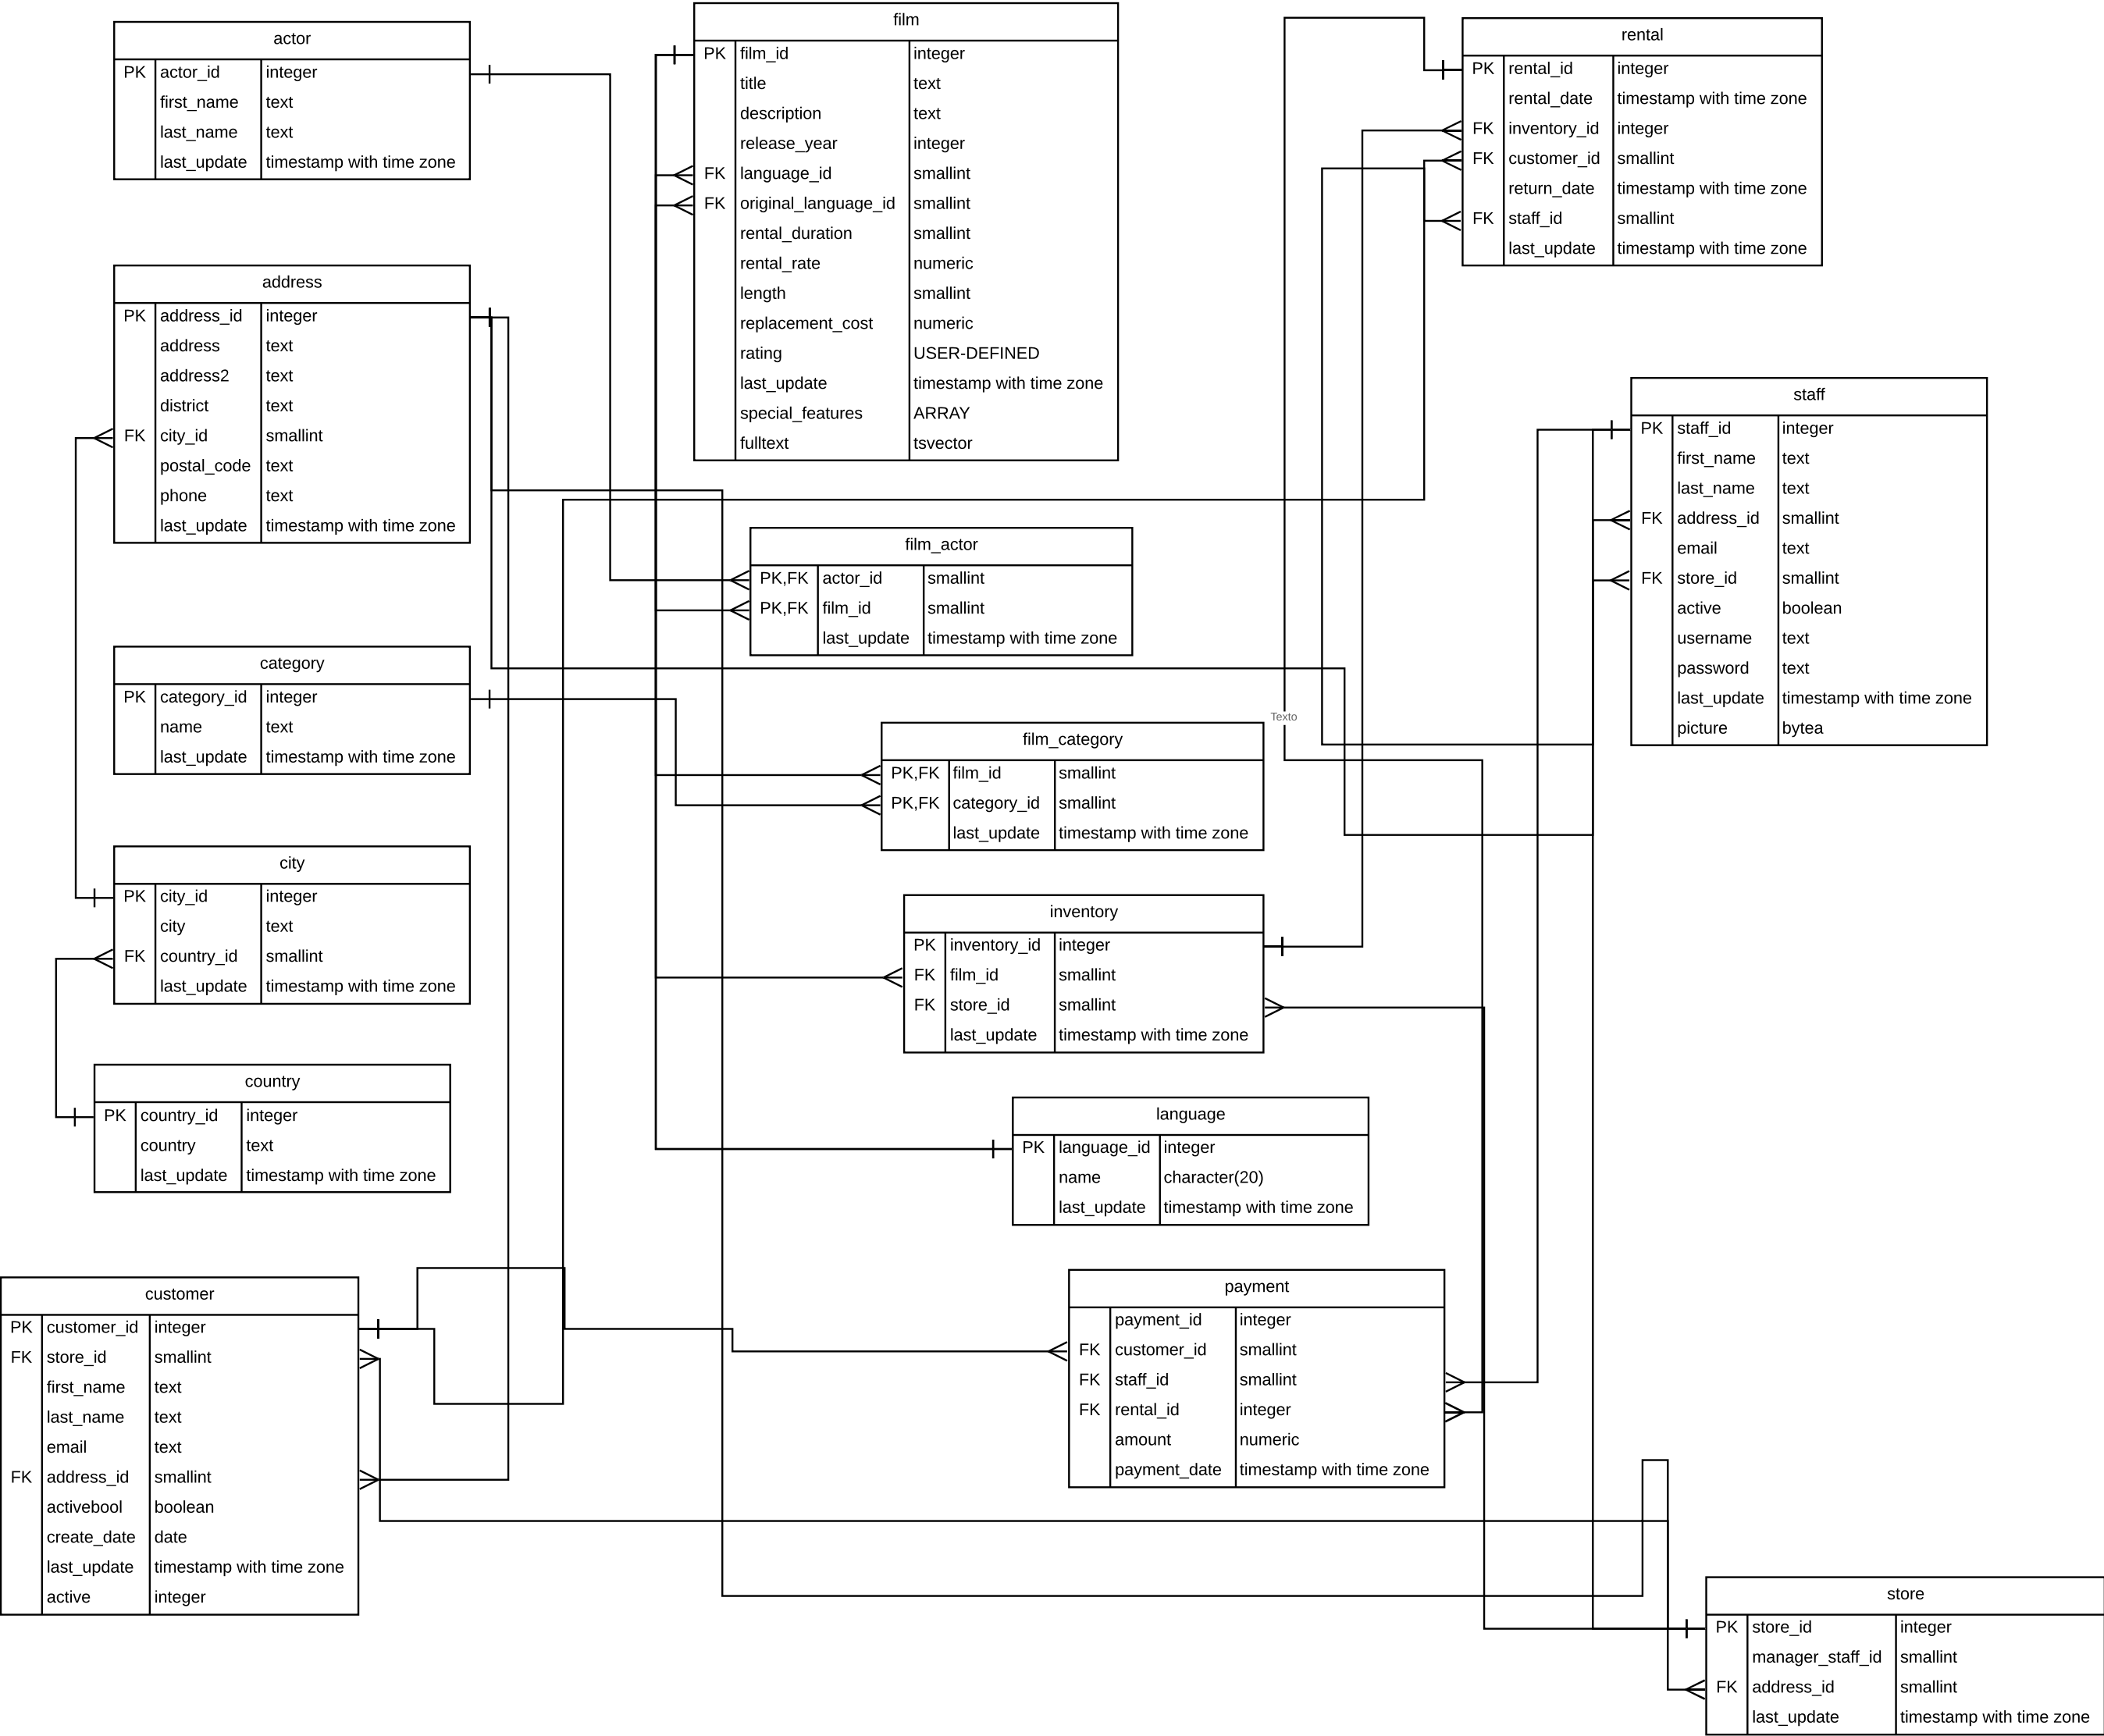 actor
PK actor_id integer
first_name text
last_name text
last_update timestamp with time zone
film
PK film_id integer
title text
description text
release_year integer
FK language_id smallint
FK original_language_id smallint
rental_duration smallint
rental_rate numeric
length smallint
replacement_cost numeric
rating USER-DEFINED
last_update timestamp with time zone
special_features ARRAY
fulltext tsvector
rental
PK rental_id integer
rental_date timestamp with time zone
FK inventory_id integer
FK customer_id smallint
return_date timestamp with time zone
FK staff_id smallint
last_update timestamp with time zone
address
PK address_id integer
address text
address2 text
district text
FK city_id smallint
postal_code text
phone text
last_update timestamp with time zone
staff
PK staff_id integer
first_name text
last_name text
FK address_id smallint
email text
FK store_id smallint
active boolean
username text
password text
last_update timestamp with time zone
picture bytea
film_actor
PK,FK actor_id smallint
PK,FK film_id smallint
last_update timestamp with time zone
category
PK category_id integer
name text
last_update timestamp with time zone
Texto
film_category
PK,FK film_id smallint
PK,FK category_id smallint
last_update timestamp with time zone
city
PK city_id integer
city text
FK country_id smallint
last_update timestamp with time zone
inventory
PK inventory_id integer
FK film_id smallint
FK store_id smallint
last_update timestamp with time zone
country
PK country_id integer
country text
last_update timestamp with time zone
language
PK language_id integer
name character(20)
last_update timestamp with time zone
customer
PK customer_id integer
FK store_id smallint
first_name text
last_name text
email text
FK address_id smallint
activebool boolean
create_date date
last_update timestamp with time zone
active integer
payment
payment_id integer
FK customer_id smallint
FK staff_id smallint
FK rental_id integer
amount numeric
payment_date timestamp with time zone
store
PK store_id integer
manager_staff_id smallint
FK address_id smallint
last_update timestamp with time zone